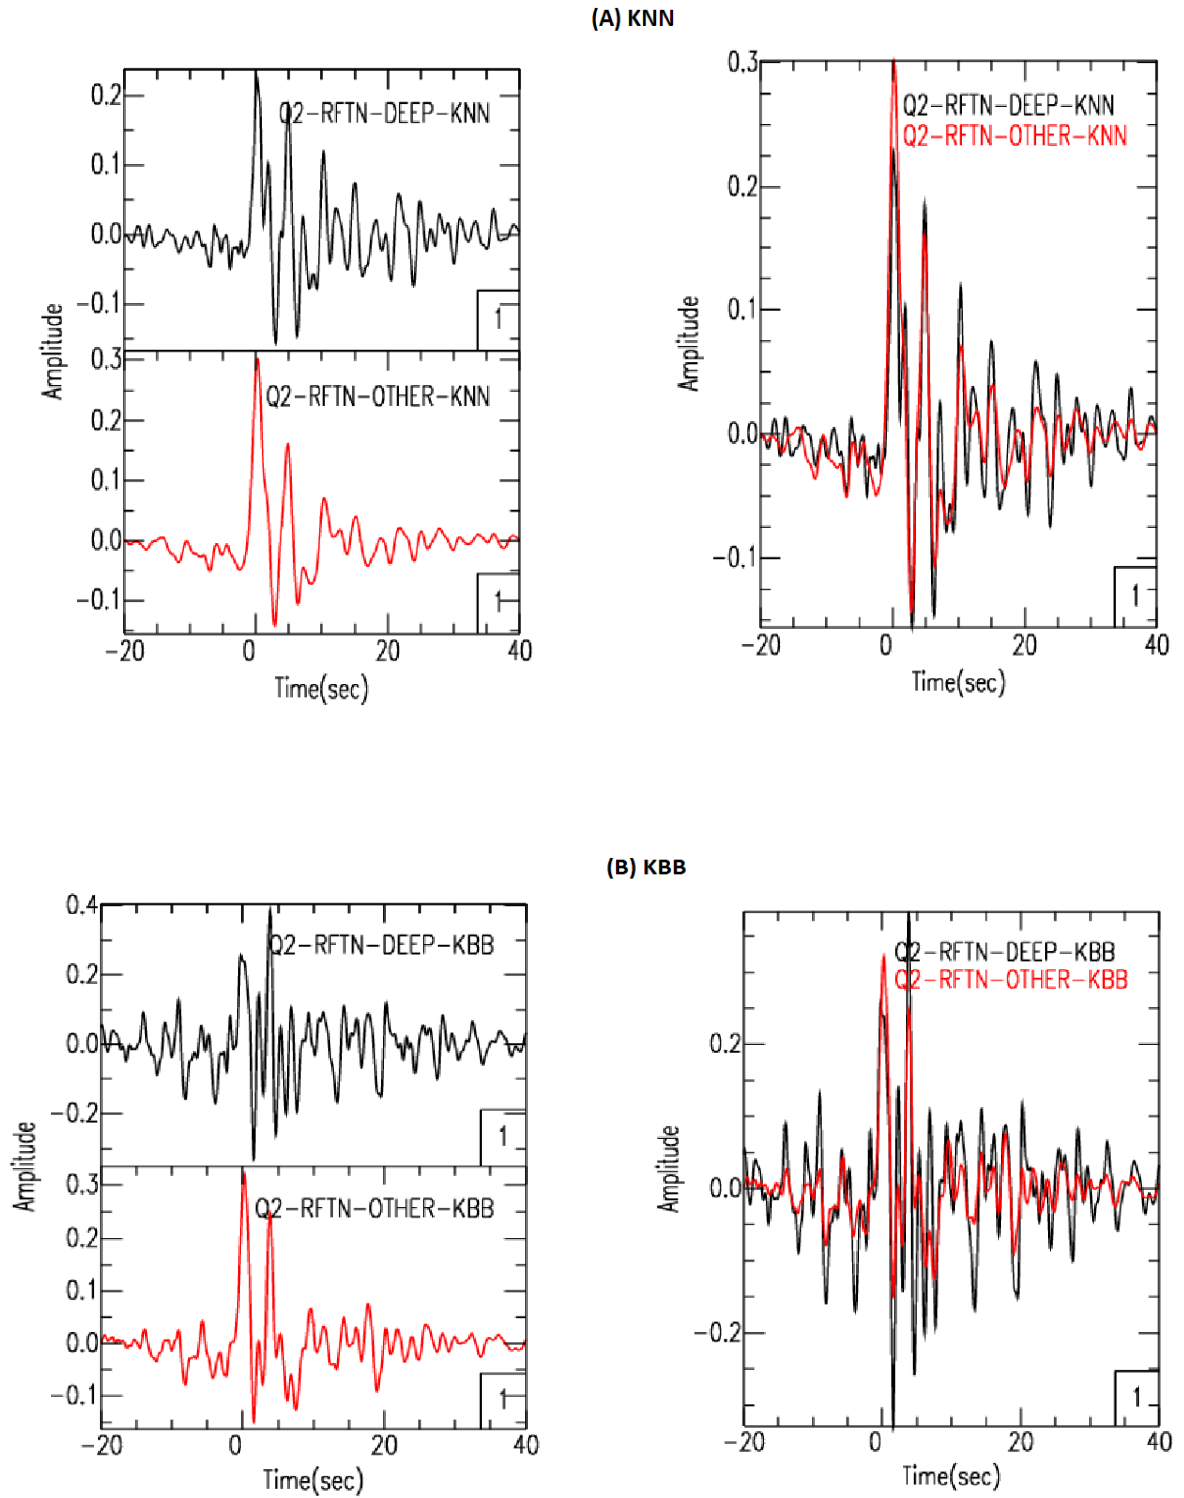 (A) KNN
0.2
0.1
0.0
−0.1
Q2−RFTN−DEEP−KNN
1
0.3
0.2
0.1
0.0
−0.1
Q2−RFTN−OTHER−KNN
1
−20
0
20
40
Amplitude
Time(sec)
0.3
0.2
0.1
0.0
−0.1
Q2−RFTN−DEEP−KNN
Q2−RFTN−OTHER−KNN
1
−20
0
20
40
Amplitude
Time(sec)
(B) KBB
0.4
0.2
0.0
−0.2
Q2−RFTN−DEEP−KBB
1
0.3
0.2
0.1
0.0
−0.1
Q2−RFTN−OTHER−KBB
1
−20
0
20
40
Amplitude
Time(sec)
0.2
0.0
−0.2
Q2−RFTN−DEEP−KBB
Q2−RFTN−OTHER−KBB
1
−20
0
20
40
Amplitude
Time(sec)